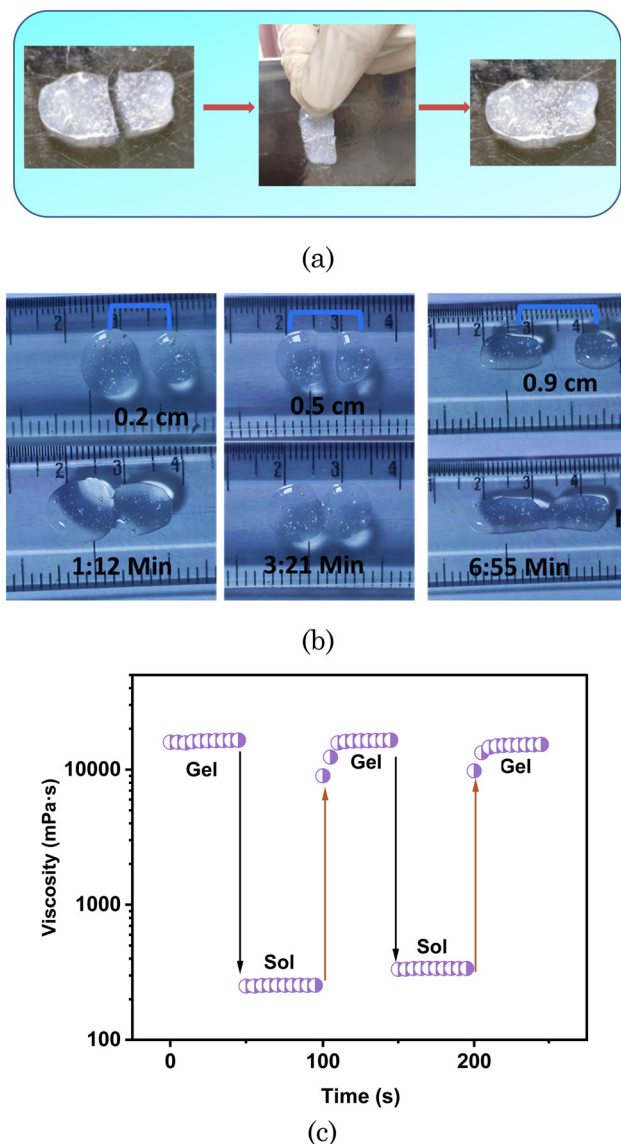 (a)
2 3 4
0.2 cm
2 3 4
0.5 cm
1 2 3 4
0.9 cm
2 3 4
1:12 Min
3:21 Min
2 3 4
6:55 Min
(b)
Viscosity (mPa·s)
10000
1000
100
Gel
Gel
Gel
Sol
Sol
0
100
200
Time (s)
(c)